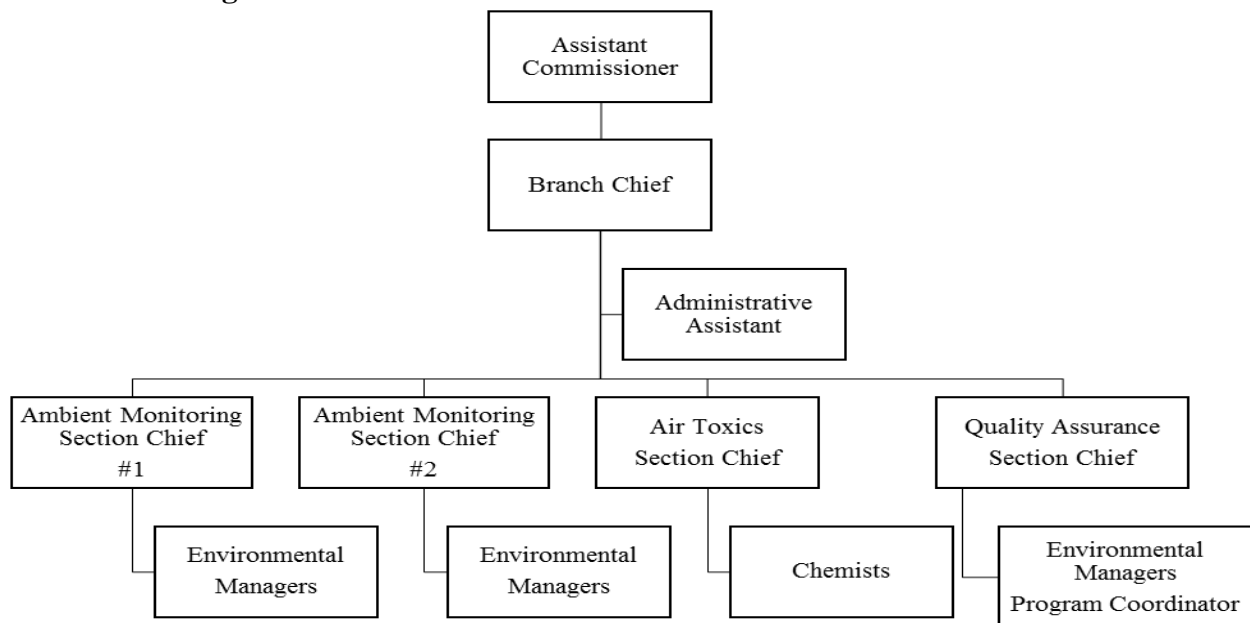 Assistant
Commissioner
Branch Chief
Administrative
Assistant
Ambient Monitoring
Section Chief
#1
Ambient Monitoring
Section Chief
#2
Air Toxics
Section Chief
Quality Assurance
Section Chief
Environmental
Managers
Environmental
Managers
Chemists
Environmental
Managers
Program Coordinator